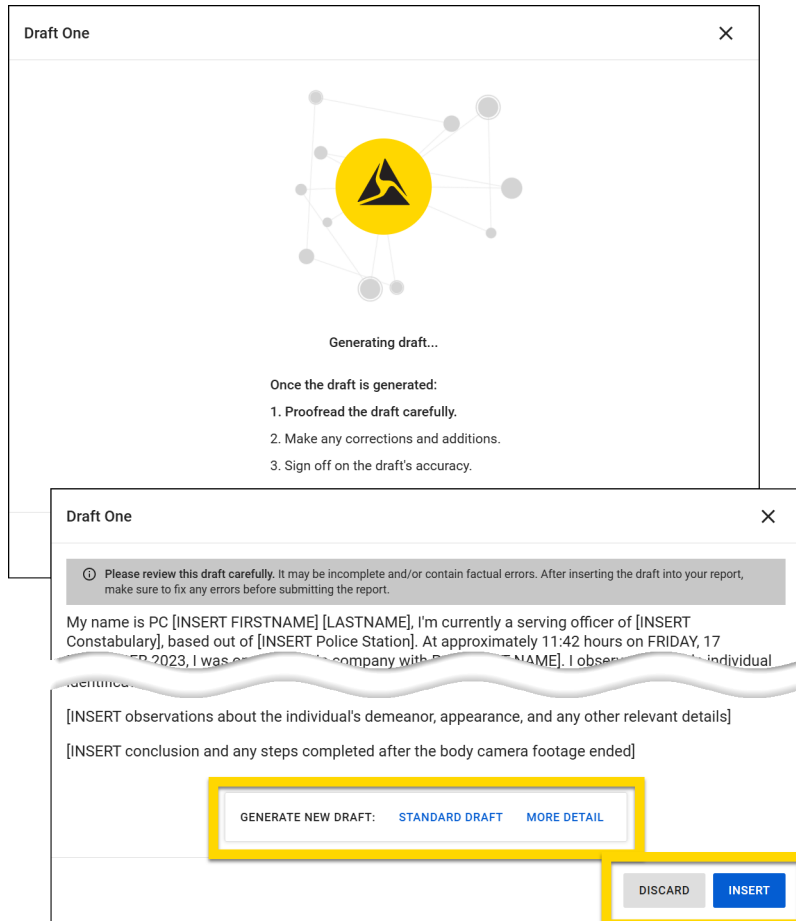 Draft One
Generating draft...
Once the draft is generated:
1. Proofread the draft carefully.
2. Make any corrections and additions.
3. Sign off on the draft's accuracy.
Draft One
Please review this draft carefully. It may be incomplete and/or contain factual errors. After inserting the draft into your report,
make sure to fix any errors before submitting the report.
My name is PC [INSERT FIRSTNAME] [LASTNAME], I'm currently a serving officer of [INSERT
Constabulary], based out of [INSERT Police Station]. At approximately 11:42 hours on FRIDAY, 17
2023, I was company with NAME]. I individual
[INSERT observations about the individual's demeanor, appearance, and any other relevant details]
[INSERT conclusion and any steps completed after the body camera footage ended]
GENERATE NEW DRAFT: STANDARD DRAFT MORE DETAIL
DISCARD INSERT